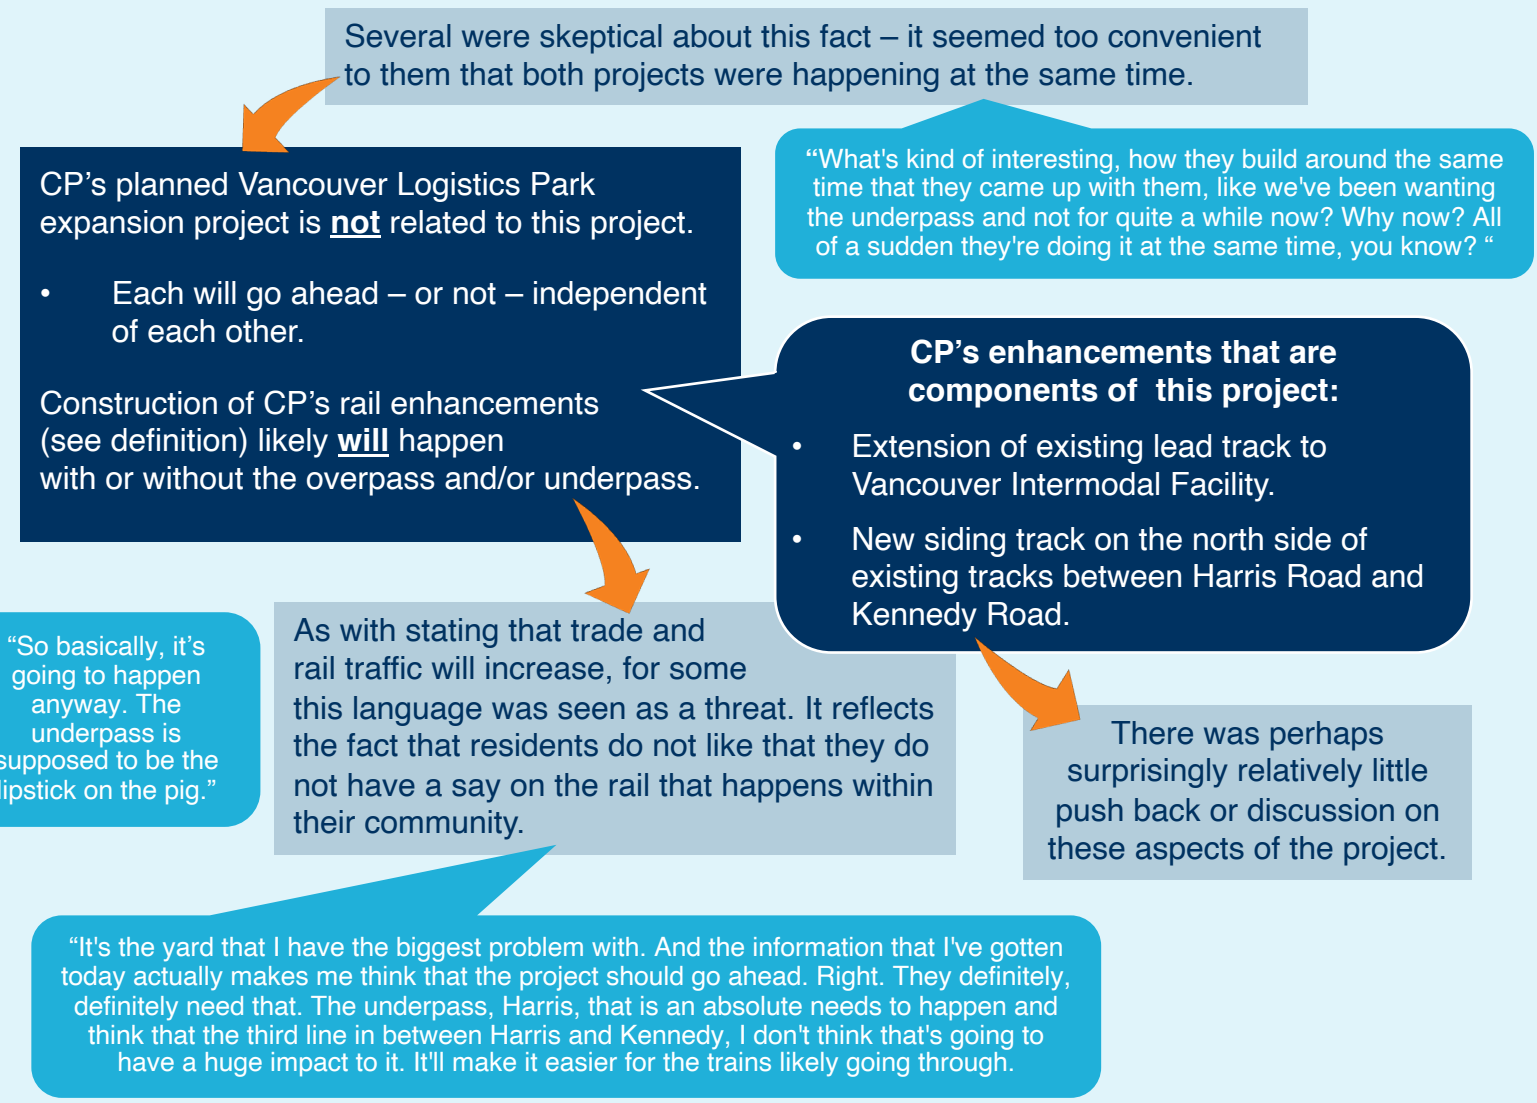 Several were skeptical about this fact – it seemed too convenient
to them that both projects were happening at the same time.
CP’s planned Vancouver Logistics Park
expansion project is not related to this project.
• Each will go ahead – or not – independent
of each other.
Construction of CP’s rail enhancements
(see definition) likely will happen
with or without the overpass and/or underpass.
“What's kind of interesting, how they build around the same
time that they came up with them, like we've been wanting
the underpass and not for quite a while now? Why now? All
of a sudden they're doing it at the same time, you know? “
CP’s enhancements that are
components of this project:
• Extension of existing lead track to
Vancouver Intermodal Facility.
• New siding track on the north side of
existing tracks between Harris Road and
Kennedy Road.
“So basically, it’s
going to happen
anyway. The
underpass is
supposed to be the
lipstick on the pig.”
As with stating that trade and
rail traffic will increase, for some
this language was seen as a threat. It reflects
the fact that residents do not like that they do
not have a say on the rail that happens within
their community.
There was perhaps
surprisingly relatively little
push back or discussion on
these aspects of the project.
“It's the yard that I have the biggest problem with. And the information that I've gotten
today actually makes me think that the project should go ahead. Right. They definitely,
definitely need that. The underpass, Harris, that is an absolute needs to happen and
think that the third line in between Harris and Kennedy, I don't think that's going to
have a huge impact to it. It'll make it easier for the trains likely going through.